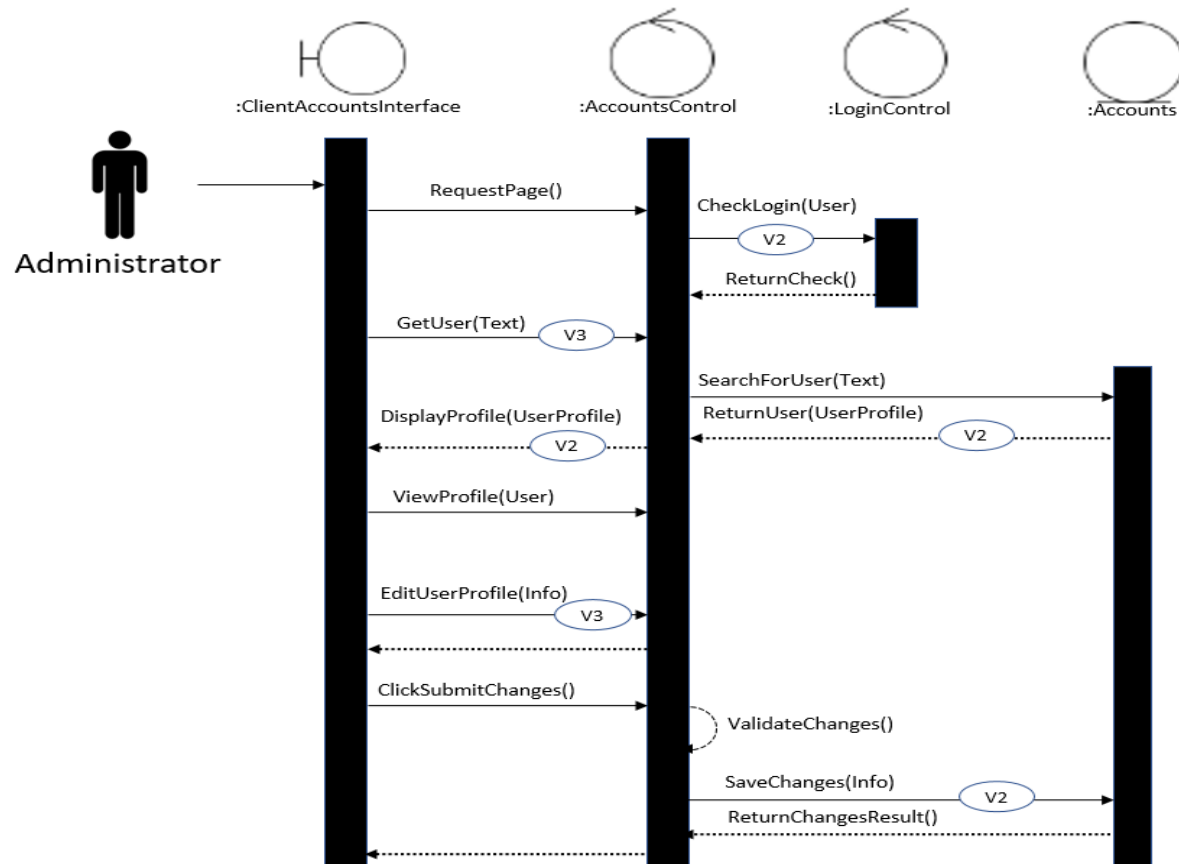 :ClientAccountsInterface
:AccountsControl
:LoginControl
:Accounts
Administrator
RequestPage()
CheckLogin(User)
V2
ReturnCheck()
GetUser(Text)
V3
SearchForUser(Text)
DisplayProfile(UserProfile)
V2
ReturnUser(UserProfile)
V2
ViewProfile(User)
EditUserProfile(Info)
V3
ClickSubmitChanges()
ValidateChanges()
SaveChanges(Info)
V2
ReturnChangesResult()